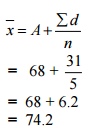 x̅ = A + Σd/n
= 68 + 31/5
= 68 + 6.2
= 74.2